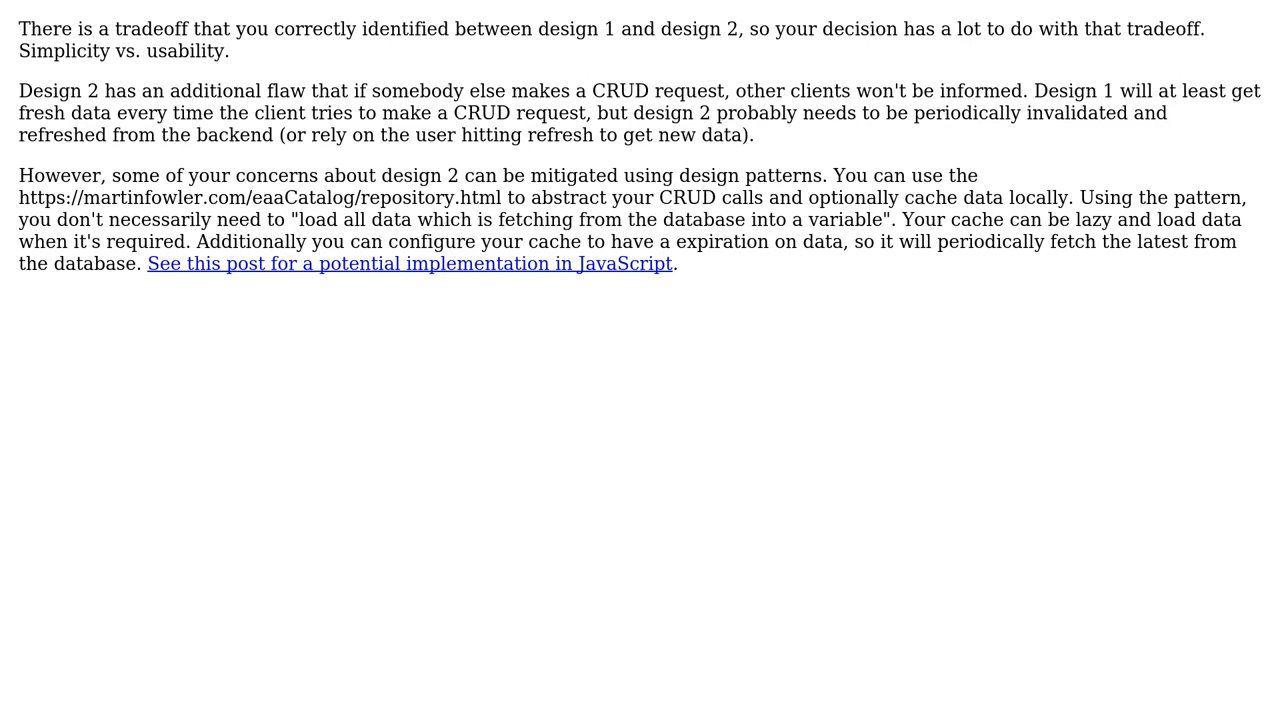 There is a tradeoff that you correctly identified between design 1 and design 2, so your decision has a lot to do with that tradeoff.
Simplicity vs. usability.
Design 2 has an additional flaw that if somebody else makes a CRUD request, other clients won't be informed. Design 1 will at least get
fresh data every time the client tries to make a CRUD request, but design 2 probably needs to be periodically invalidated and
refreshed from the backend (or rely on the user hitting refresh to get new data).
However, some of your concerns about design 2 can be mitigated using design patterns. You can use the
https://martinfowler.com/eaaCatalog/repository.html to abstract your CRUD calls and optionally cache data locally. Using the pattern,
you don't necessarily need to "load all data which is fetching from the database into a variable". Your cache can be lazy and load data
when it's required. Additionally you can configure your cache to have a expiration on data, so it will periodically fetch the latest from
the database. See this post for a potential implementation in JavaScript.